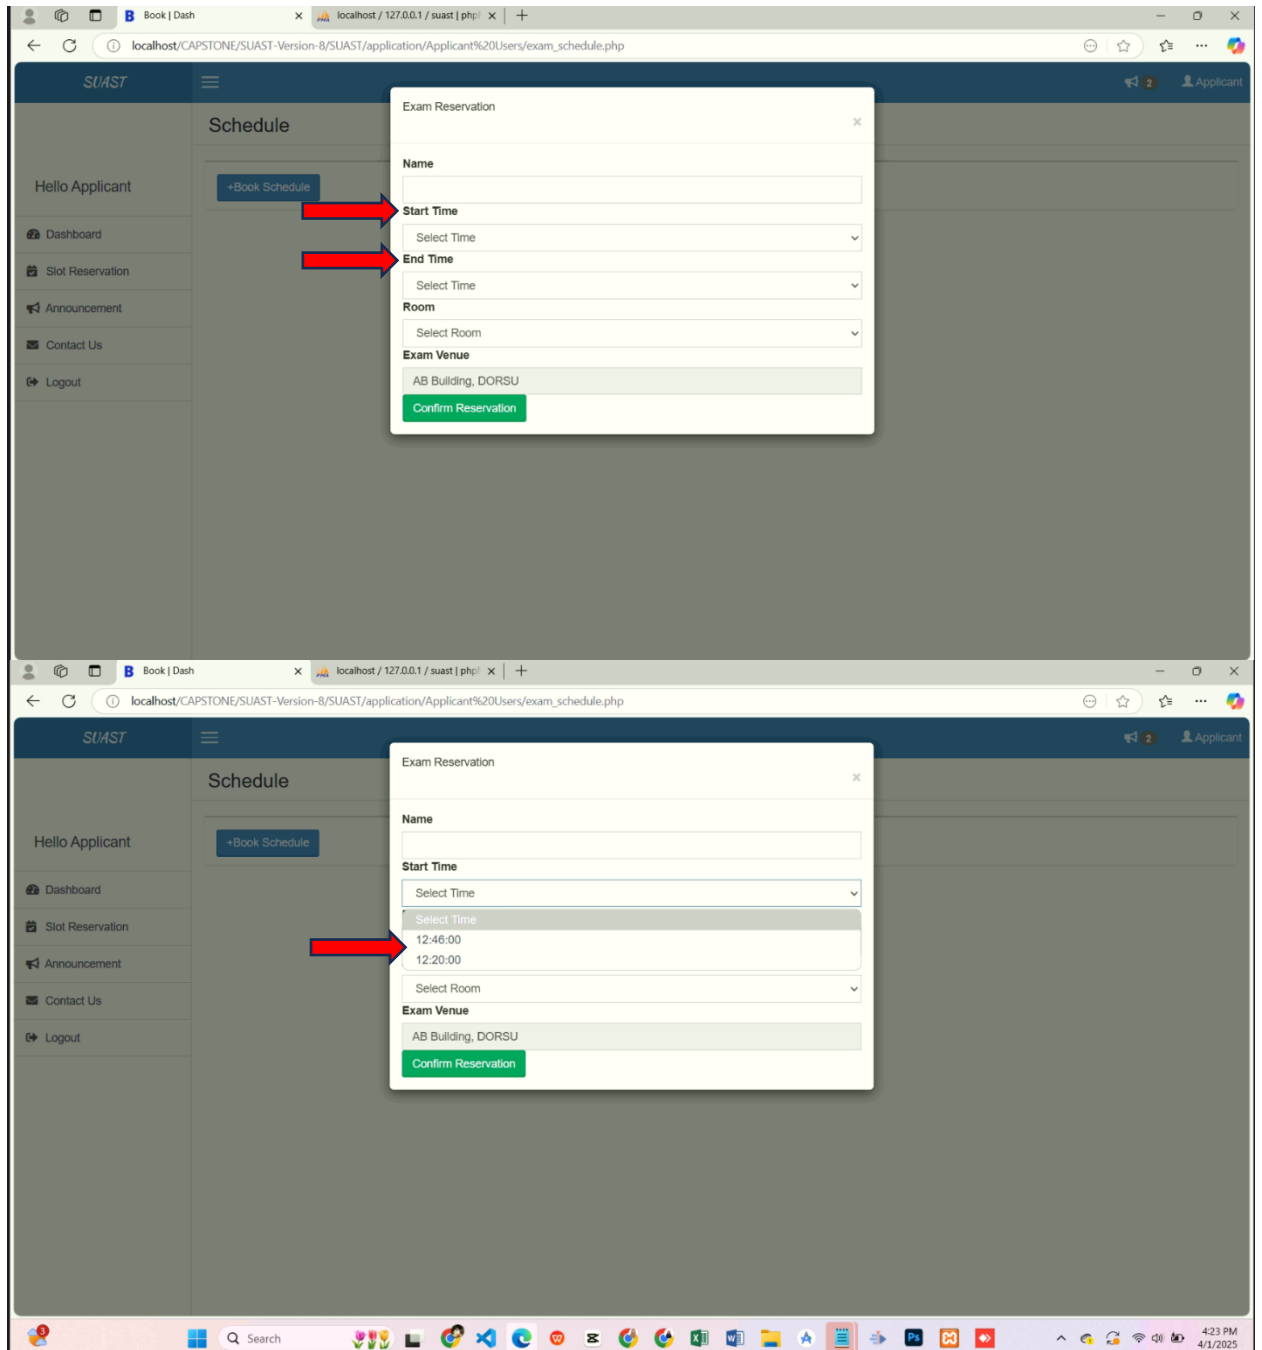 Book | Dash
localhost / 127.0.0.1 / suast | php
localhost/CAPSTONE/SUAST-Version-8/SUAST/application/Applicant%20Users/exam_schedule.php
SUAST
2
Applicant
Exam Reservation
Schedule
Name
Hello Applicant
+Book Schedule
Start Time
Dashboard
Select Time
End Time
Slot Reservation
Select Time
Announcement
Room
Select Room
Contact Us
Exam Venue
Logout
AB Building, DORSU
Confirm Reservation
Book | Dash
localhost / 127.0.0.1 / suast | php
localhost/CAPSTONE/SUAST-Version-8/SUAST/application/Applicant%20Users/exam_schedule.php
SUAST
2
Applicant
Exam Reservation
Schedule
Name
Hello Applicant
+Book Schedule
Start Time
Dashboard
Select Time
Select Time
Slot Reservation
12:46:00
Announcement
12:20:00
Select Room
Contact Us
Exam Venue
Logout
AB Building, DORSU
Confirm Reservation
3
Search
Ps
4:23 PM
4/1/2025